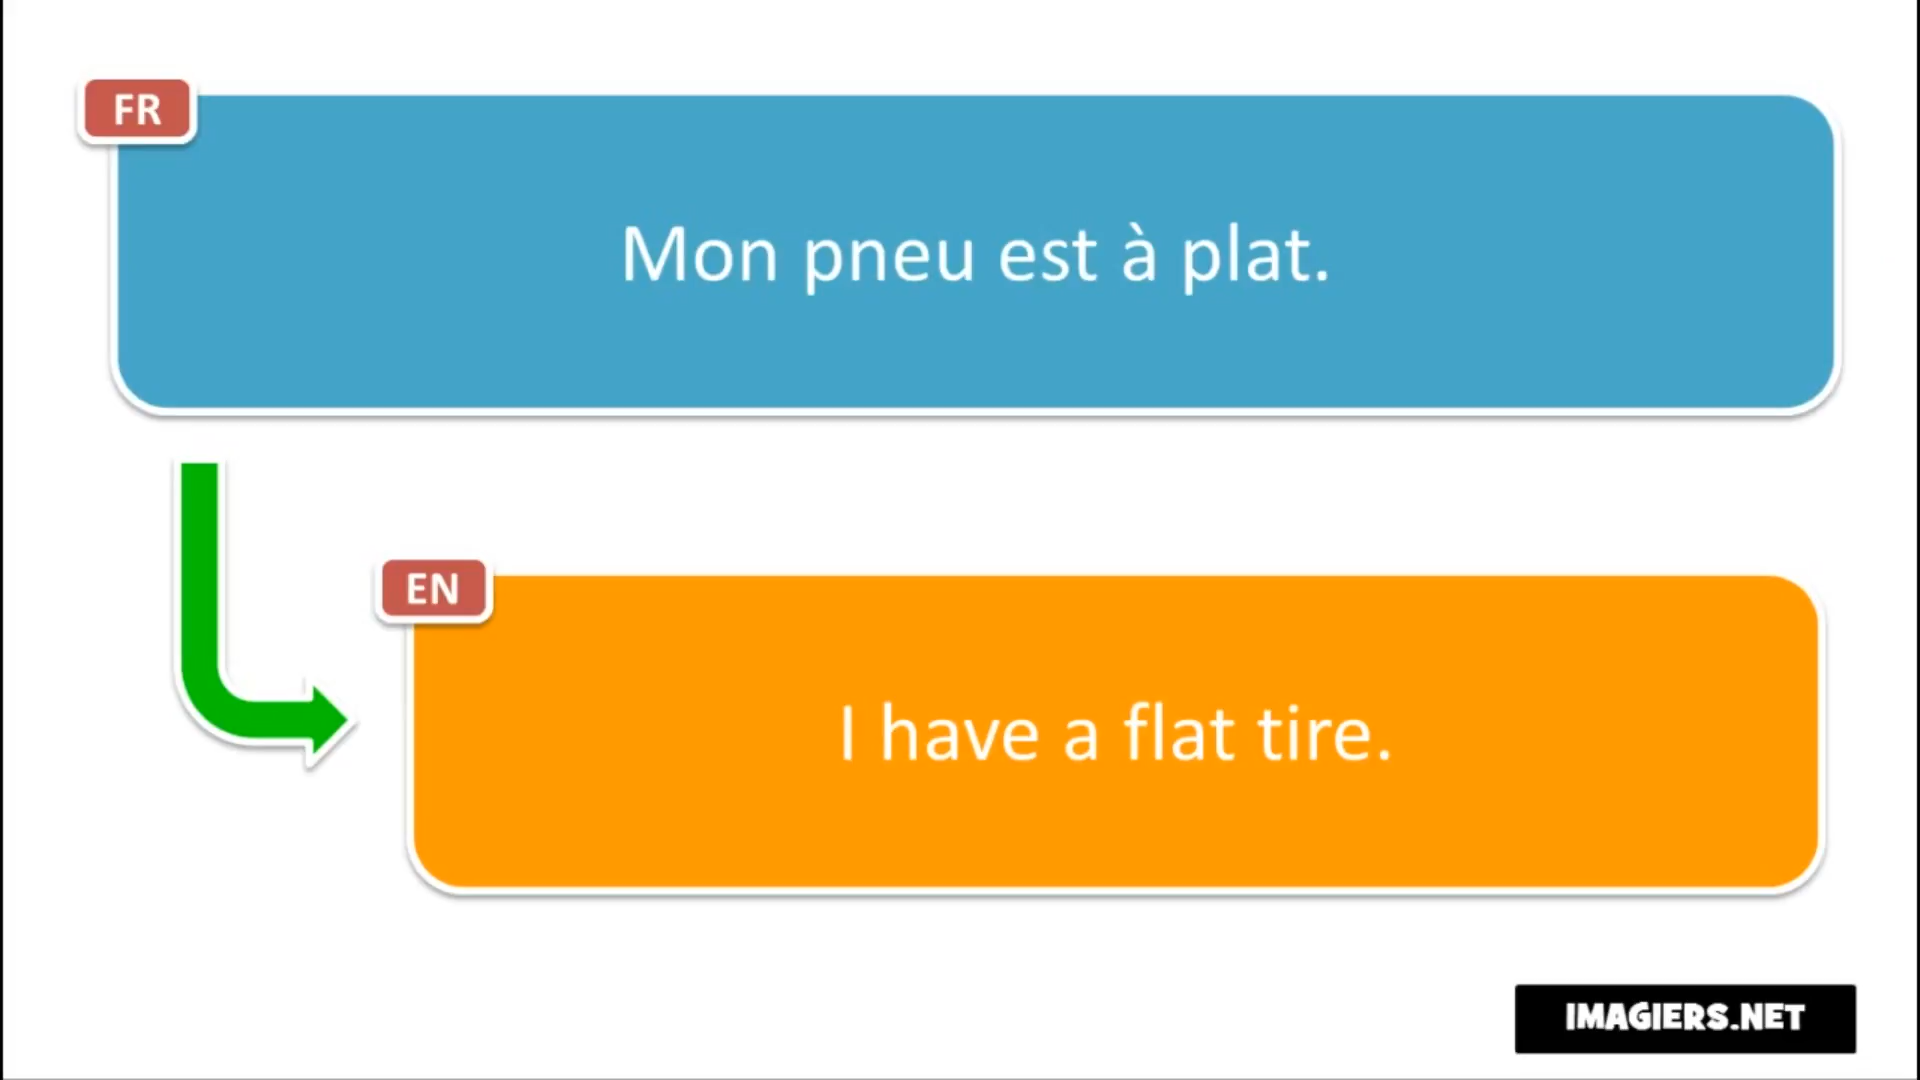 FR
Mon pneu est à plat.
EN
I have a flat tire.
IMAGIERS.NET